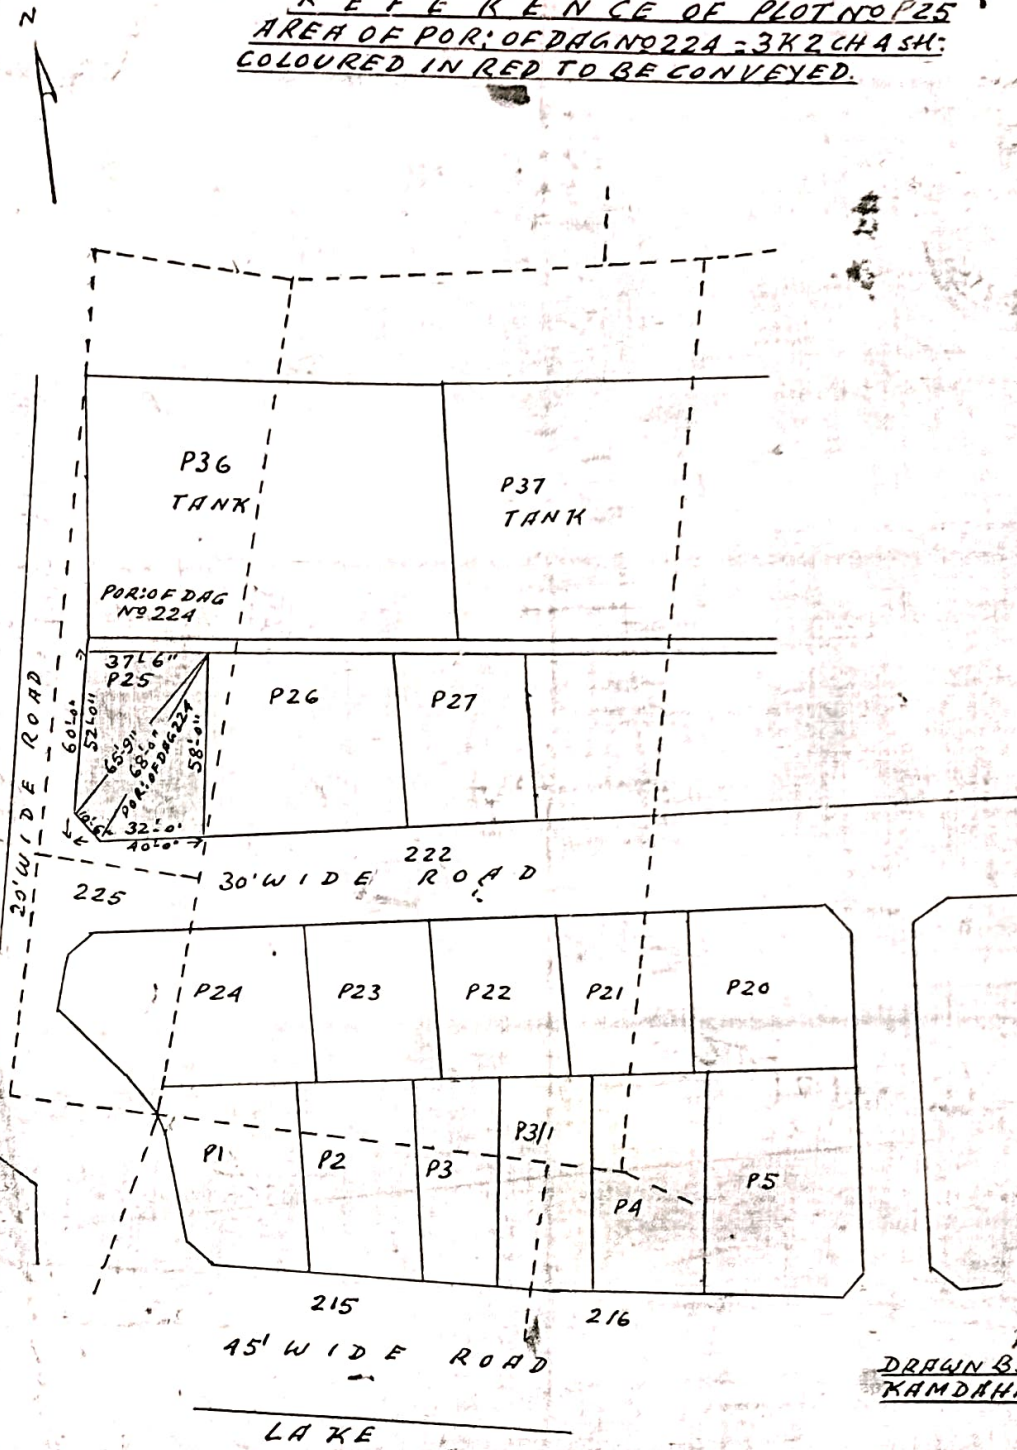 REFERENCE OF PLOT Nº P25
AREA OF POR: OF DAG Nº 224 = 3K 2CH 4SH:
COLOURED IN RED TO BE CONVEYED.
N
P36
TANK
P37
TANK
POR: OF DAG
Nº 224
37'-6"
P25
P26
P27
20' WIDE ROAD
60'-0"
52'-0"
65'-9"
68'-0"
POR: OF DAG 224
58'-0"
32'-0"
40'-0"
222
30' WIDE ROAD
225
P24
P23
P22
P21
P20
P1
P2
P3
P3/1
P4
P5
215
216
45' WIDE ROAD
LAKE
DRAWN B
KAMDAH